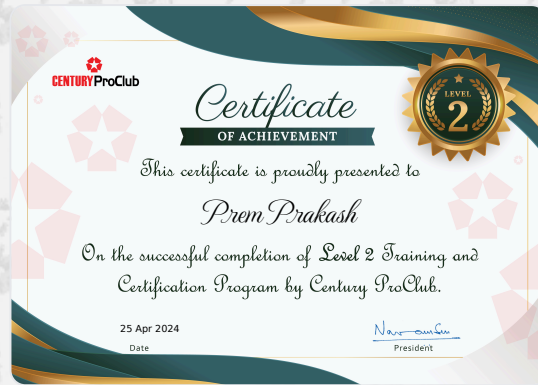 CENTURY ProClub
Certificate
OF ACHIEVEMENT
LEVEL
2
This certificate is proudly presented to
Prem Prakash
On the successful completion of Level 2 Training and
Certification Program by Century ProClub.
25 Apr 2024
Date
President